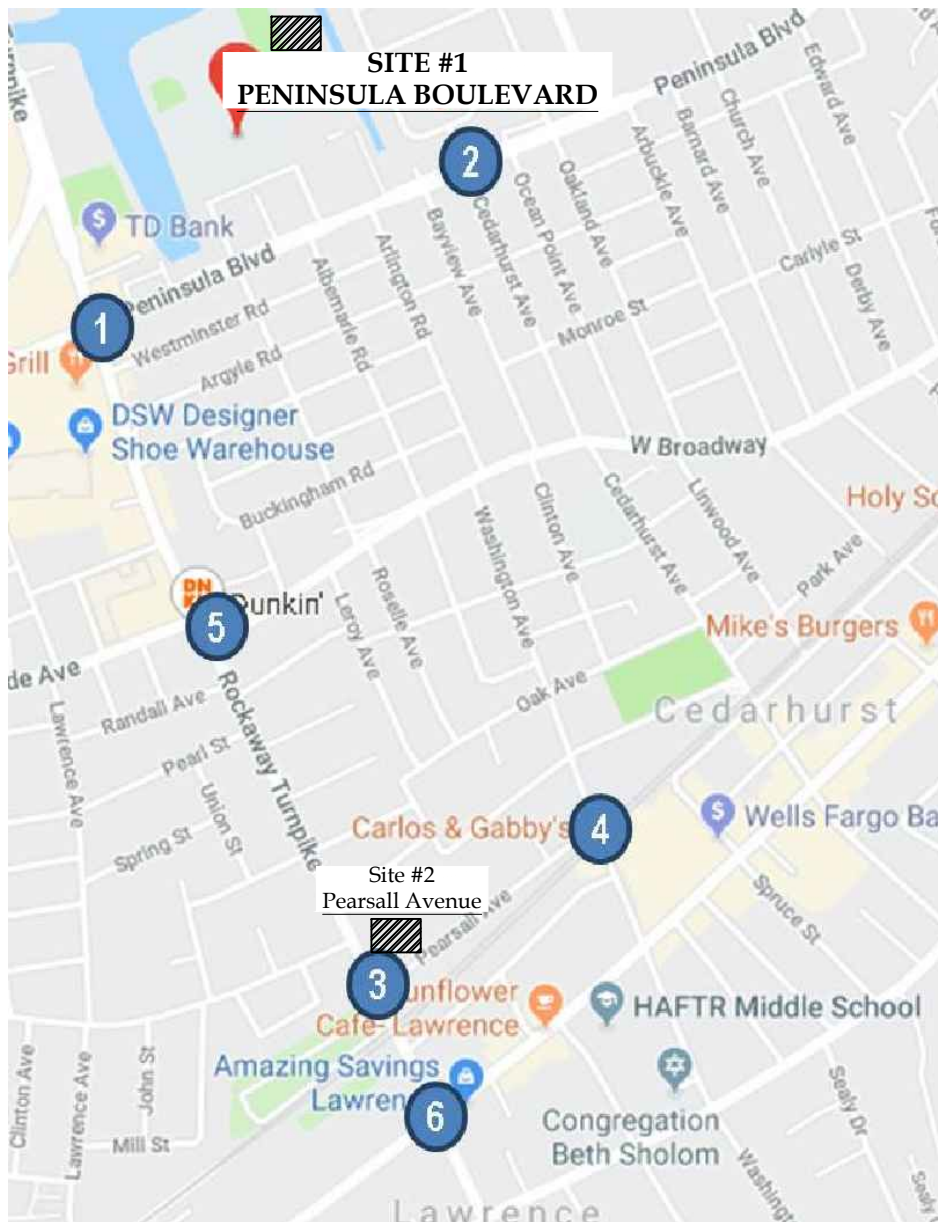 SITE #1
PENINSULA BOULEVARD
Peninsula Blvd
Edward Ave
Church Ave
Barnard Ave
Arbuckle Ave
2
Oakland Ave
Ocean Point Ave
Cedarhurst Ave
Bayview Ave
Arlington Rd
Albemarle Rd
TD Bank
Peninsula Blvd
Carlyle St
Derby Ave
Monroe St
1
Westminster Rd
Argyle Rd
Grill
DSW Designer
Shoe Warehouse
W Broadway
Buckingham Rd
Washington Ave
Clinton Ave
Cedarhurst Ave
Linwood Ave
Park Ave
Holy Sc
Dunkin'
5
Mike's Burgers
Leroy Ave
Roselle Ave
de Ave
Lawrence Ave
Randall Ave
Rockaway Turnpike
Oak Ave
Cedarhurst
Pearl St
Union St
Spring St
Carlos & Gabby's
4
Wells Fargo Ba
Site #2
Pearsall Avenue
Pearsall Ave
Spruce St
3
unflower
Cafe- Lawrence
HAFTR Middle School
Amazing Savings
Lawren
6
Congregation
Beth Sholom
Clinton Ave
Lawrence Ave
John St
Mill St
Sealy Dr
Washingt
Sealy
Lawrence